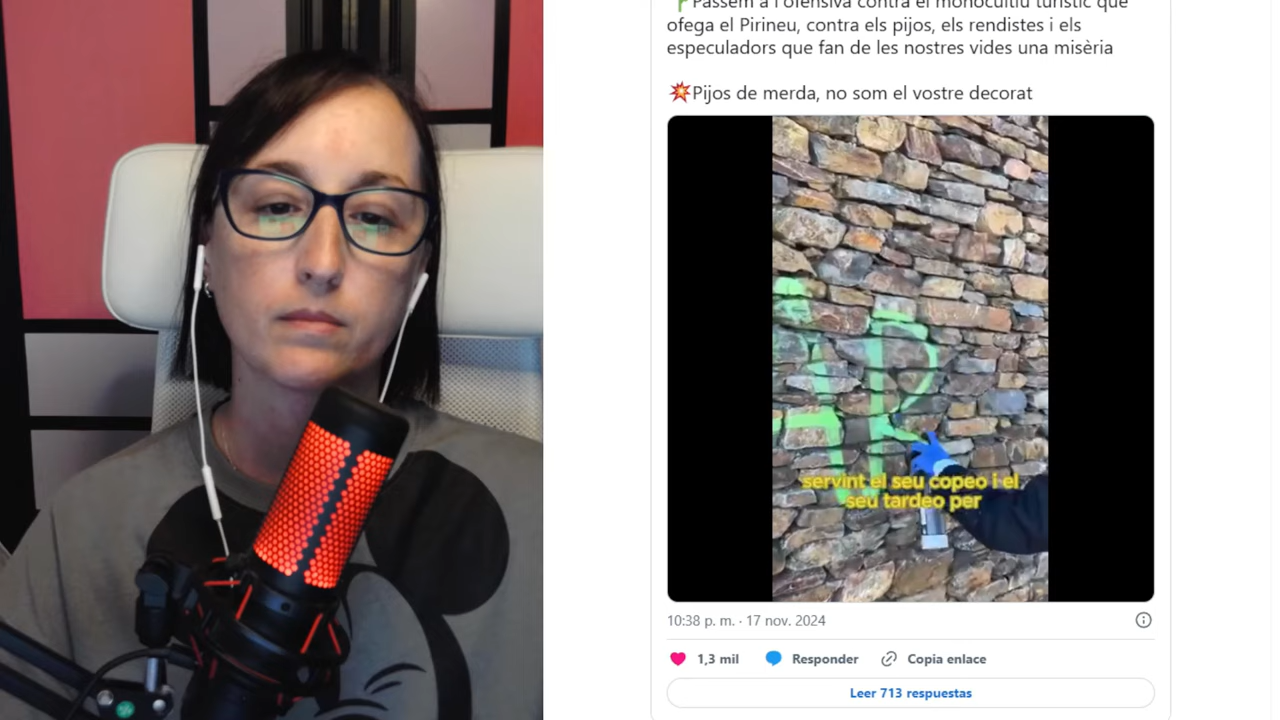 Passem a l'ofensiva contra el monocultiu turístic que
ofega el Pirineu, contra els pijos, els rendistes i els
especuladors que fan de les nostres vides una misèria
💥Pijos de merda, no som el vostre decorat
servint el seu copeo i el
seu tardeo per
10:38 p. m. · 17 nov. 2024
1,3 mil
Responder
Copia enlace
Leer 713 respuestas